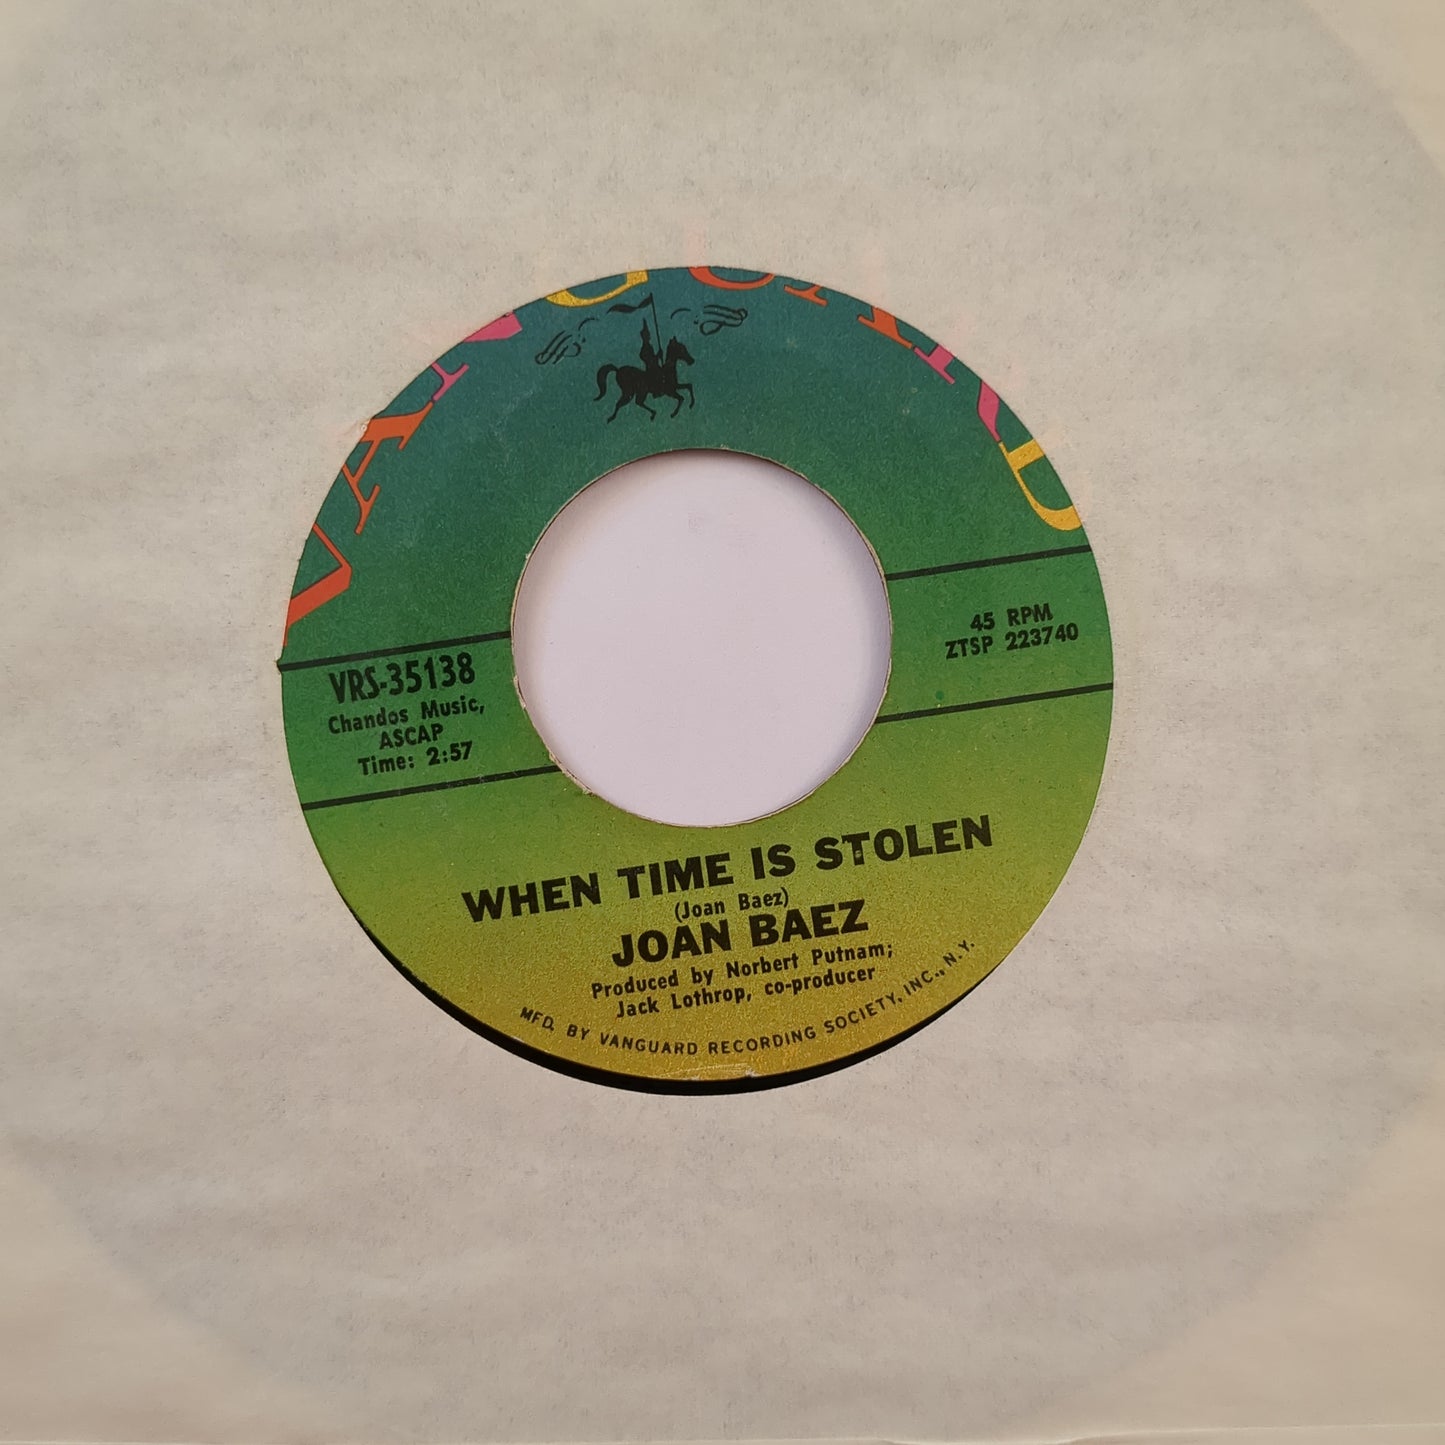 VANGUARD
VRS-35138
Chandos Music,
ASCAP
Time: 2:57
45 RPM
ZTSP 223740
WHEN TIME IS STOLEN
(Joan Baez)
JOAN BAEZ
Produced by Norbert Putnam;
Jack Lothrop, co-producer
MFD. BY VANGUARD RECORDING SOCIETY, INC., N.Y.